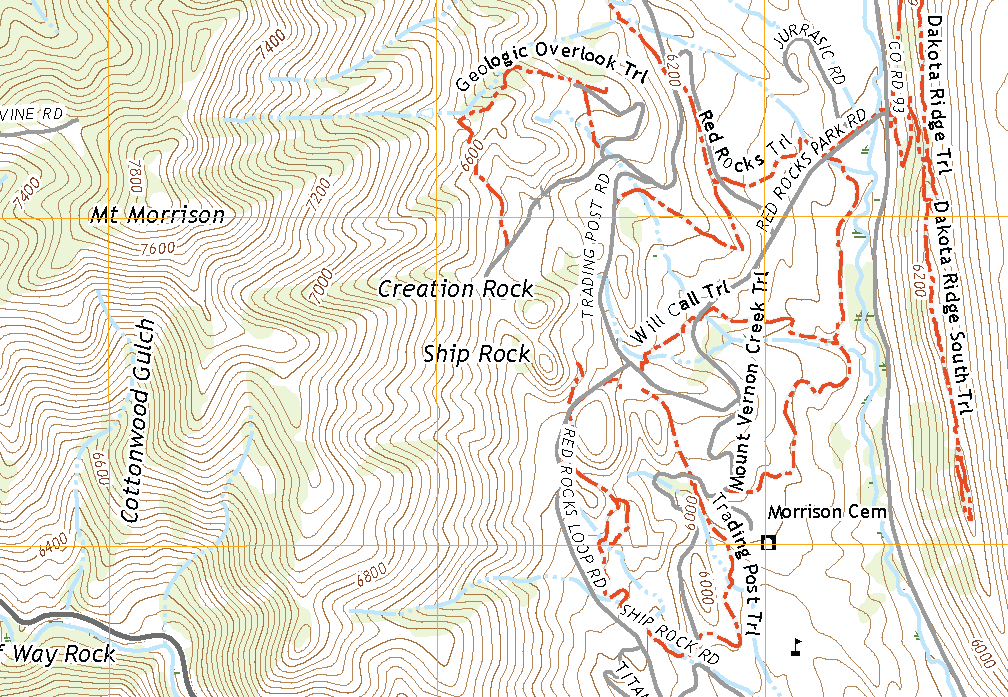 7400
Geologic Overlook Trl
6200
JURRASIC RD
CO RD 93
Dakota Ridge Trl
VINE RD
Red Rocks Trl
RED ROCKS PARK RD
6600
7800
7400
7200
Mt Morrison
TRADING POST RD
Dakota Ridge South Trl
7600
7000
6200
Creation Rock
Will Call Trl
Mount Vernon Creek Trl
Ship Rock
Cottonwood Gulch
RED ROCKS LOOP RD
6600
6000
Trading Post Trl
Morrison Cem
6400
6800
6000
SHIP ROCK RD
f Way Rock
6000
TITAN